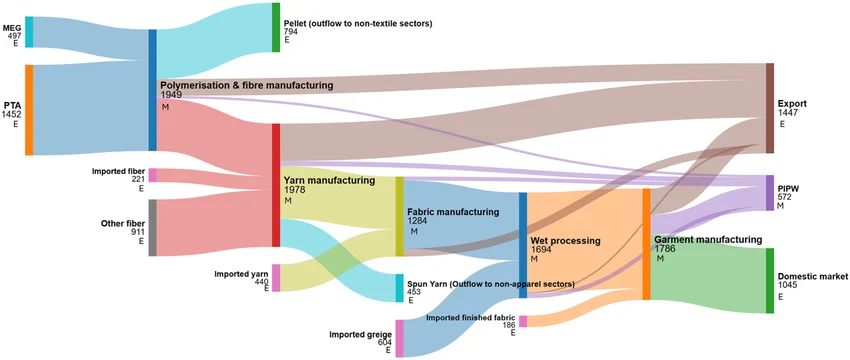 MEG
497
E
PTA
1452
E
Pellet (outflow to non-textile sectors)
794
E
Polymerisation & fibre manufacturing
1949
M
Imported fiber
221
E
Other fiber
911
E
Yarn manufacturing
1978
M
Imported yarn
440
E
Fabric manufacturing
1284
M
Spun Yarn (Outflow to non-apparel sectors)
453
E
Imported greige
604
E
Wet processing
1694
M
Imported finished fabric
186
E
Garment manufacturing
1786
M
Export
1447
E
PIPW
572
M
Domestic market
1045
E